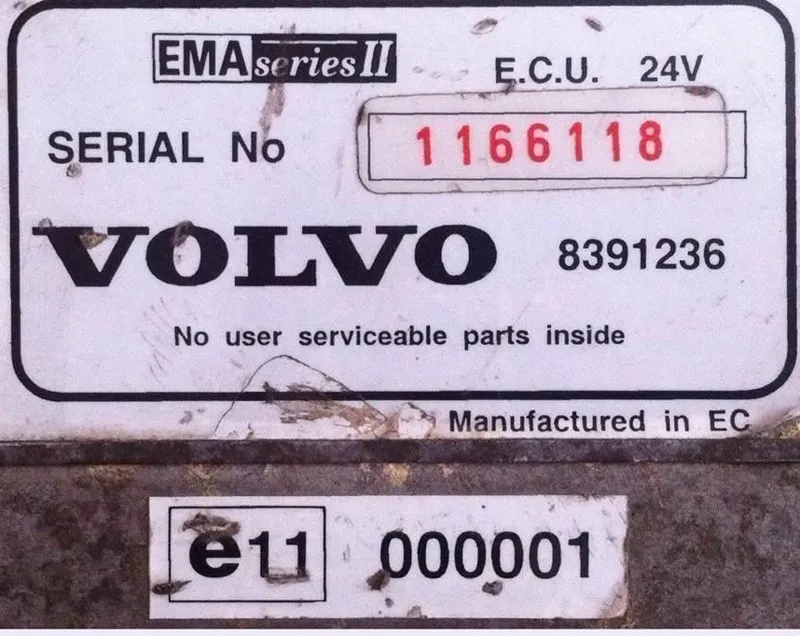 EMA series II E.C.U. 24V
SERIAL No 1166118
VOLVO 8391236
No user serviceable parts inside
Manufactured in EC
e11 000001